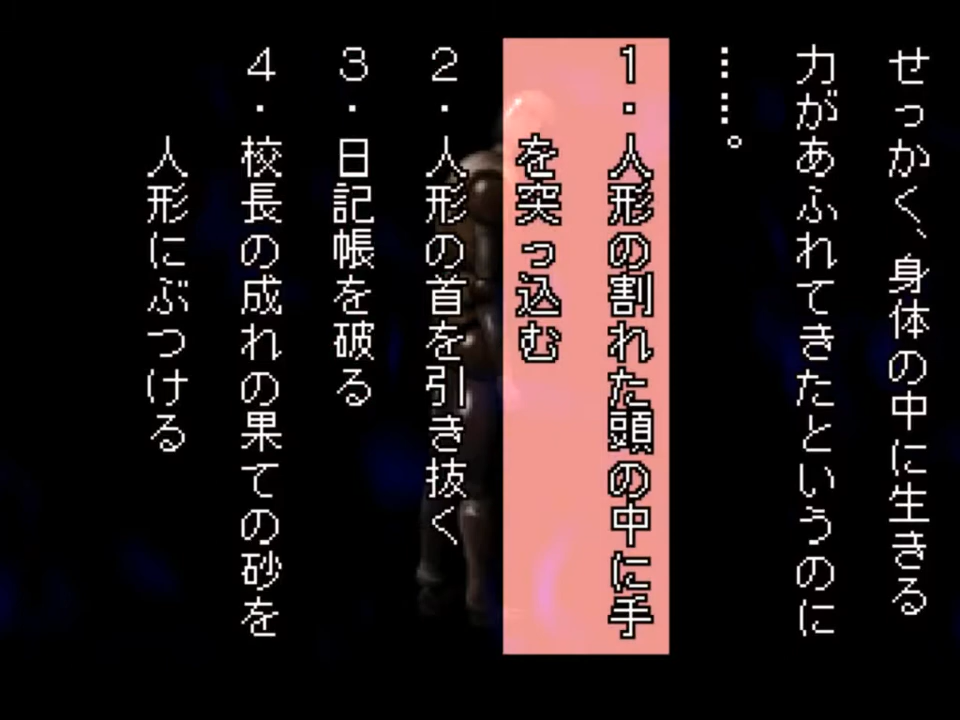 せっかく、身体の中に生きる
力があふれてきたというのに
……。
１・人形の割れた頭の中に手
を突っ込む
２・人形の首を引き抜く
３・日記帳を破る
４・校長の成れの果ての砂を
人形にぶつける